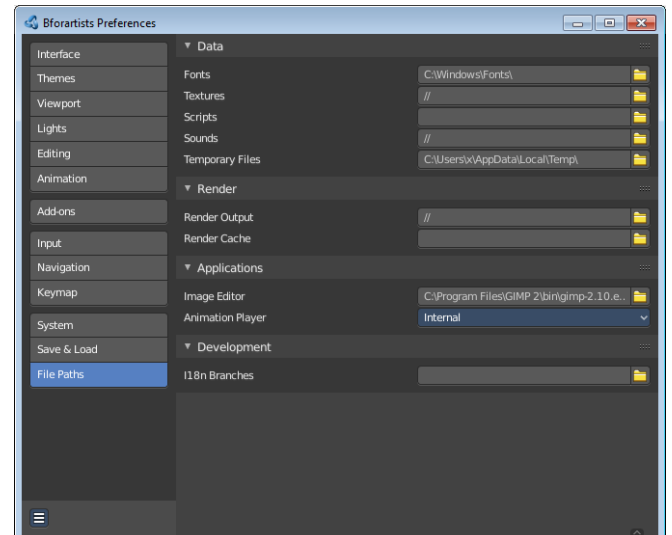 Bforartists Preferences
Interface
Themes
Viewport
Lights
Editing
Animation
Add-ons
Input
Navigation
Keymap
System
Save & Load
File Paths
Data
Fonts C:\Windows\Fonts\
Textures //
Scripts
Sounds //
Temporary Files C:\Users\x\AppData\Local\Temp\
Render
Render Output //
Render Cache
Applications
Image Editor C:\Program Files\GIMP 2\bin\gimp-2.10.e..
Animation Player Internal
Development
I18n Branches